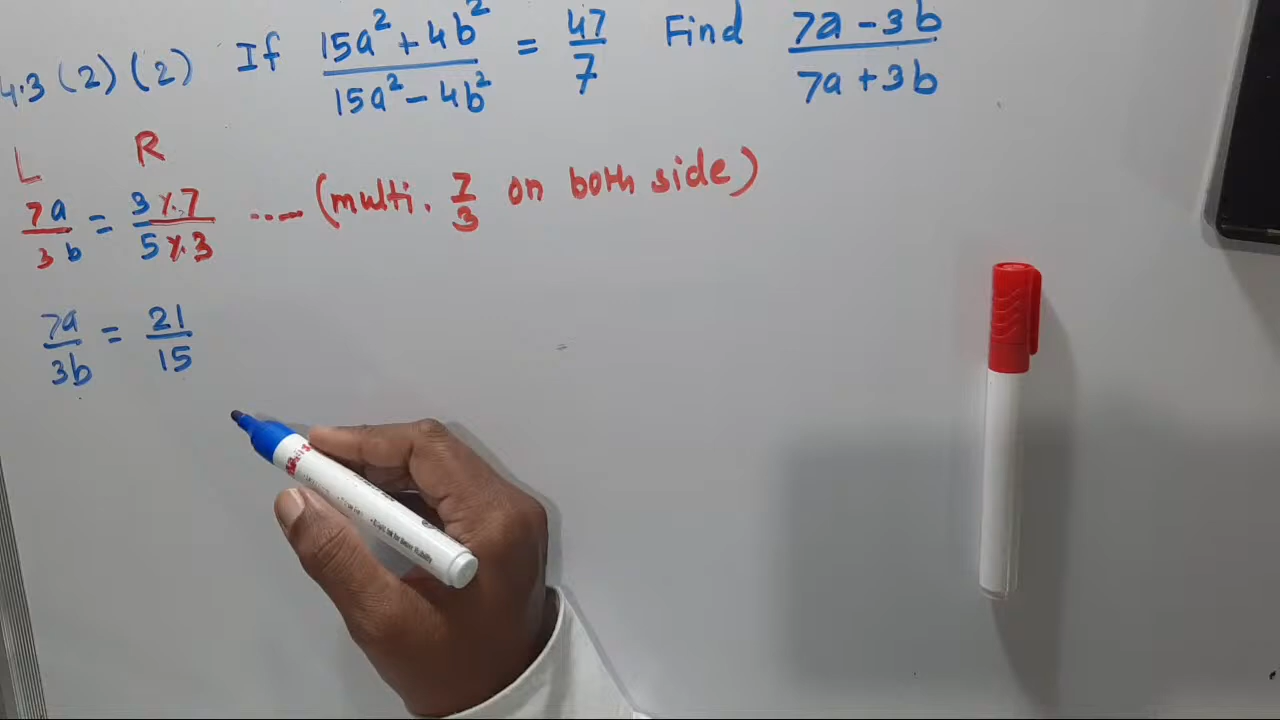 4.3 (2) (2) If (15a² + 4b²)/(15a² - 4b²) = 47/7 Find (7a - 3b)/(7a + 3b)
L R
7a/3b = (3 × 7)/(5 × 3) .... (multi. 7/3 on both side)
7a/3b = 21/15